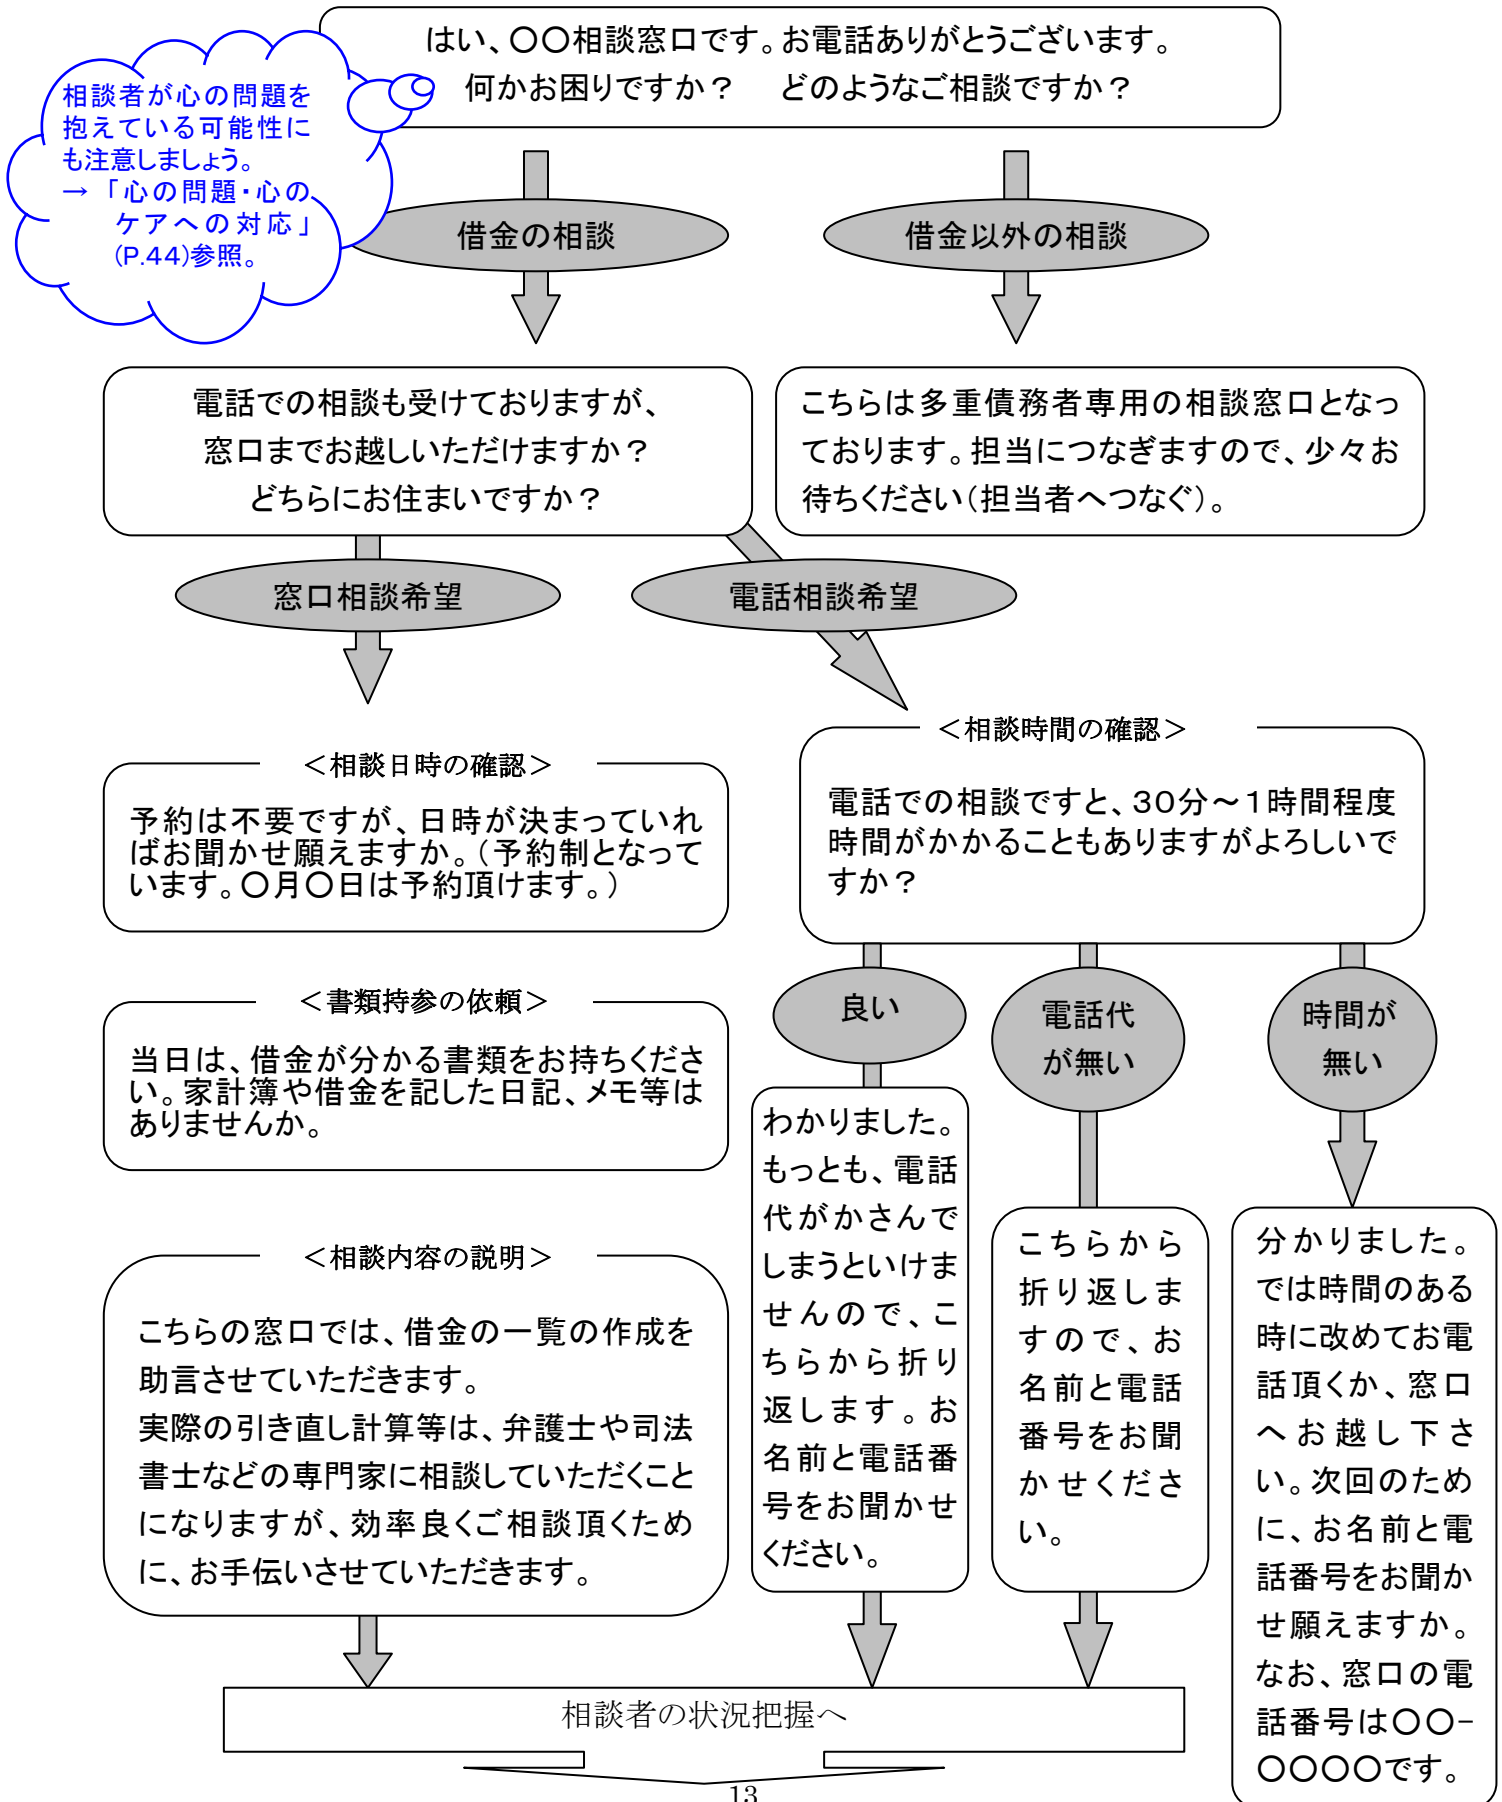 はい、〇〇相談窓口です。お電話ありがとうございます。
何かお困りですか？　どのようなご相談ですか？
相談者が心の問題を
抱えている可能性に
も注意しましょう。
→「心の問題・心の
ケアへの対応」
(P.44)参照。
借金の相談
借金以外の相談
電話での相談も受けておりますが、
窓口までお越しいただけますか？
どちらにお住まいですか？
こちらは多重債務者専用の相談窓口となっ
ております。担当につなぎますので、少々お
待ちください（担当者へつなぐ）。
窓口相談希望
電話相談希望
＜相談日時の確認＞
予約は不要ですが、日時が決まっていれ
ばお聞かせ願えますか。（予約制となって
います。〇月〇日は予約頂けます。）
＜書類持参の依頼＞
当日は、借金が分かる書類をお持ちくださ
い。家計簿や借金を記した日記、メモ等は
ありませんか。
＜相談内容の説明＞
こちらの窓口では、借金の一覧の作成を
助言させていただきます。
実際の引き直し計算等は、弁護士や司法
書士などの専門家に相談していただくこと
になりますが、効率良くご相談頂くため
に、お手伝いさせていただきます。
＜相談時間の確認＞
電話での相談ですと、３０分～１時間程度
時間がかかることもありますがよろしいで
すか？
良い
電話代
が無い
時間が
無い
わかりました。
もっとも、電話
代がかさんで
しまうといけま
せんので、こ
ちらから折り
返します。お
名前と電話番
号をお聞かせ
ください。
こちらから
折り返しま
すので、お
名前と電話
番号をお聞
かせくださ
い。
分かりました。
では時間のある
時に改めてお電
話頂くか、窓口
へお越し下さ
い。次回のため
に、お名前と電
話番号をお聞か
せ願えますか。
なお、窓口の電
話番号は〇〇−
〇〇〇〇です。
相談者の状況把握へ
13